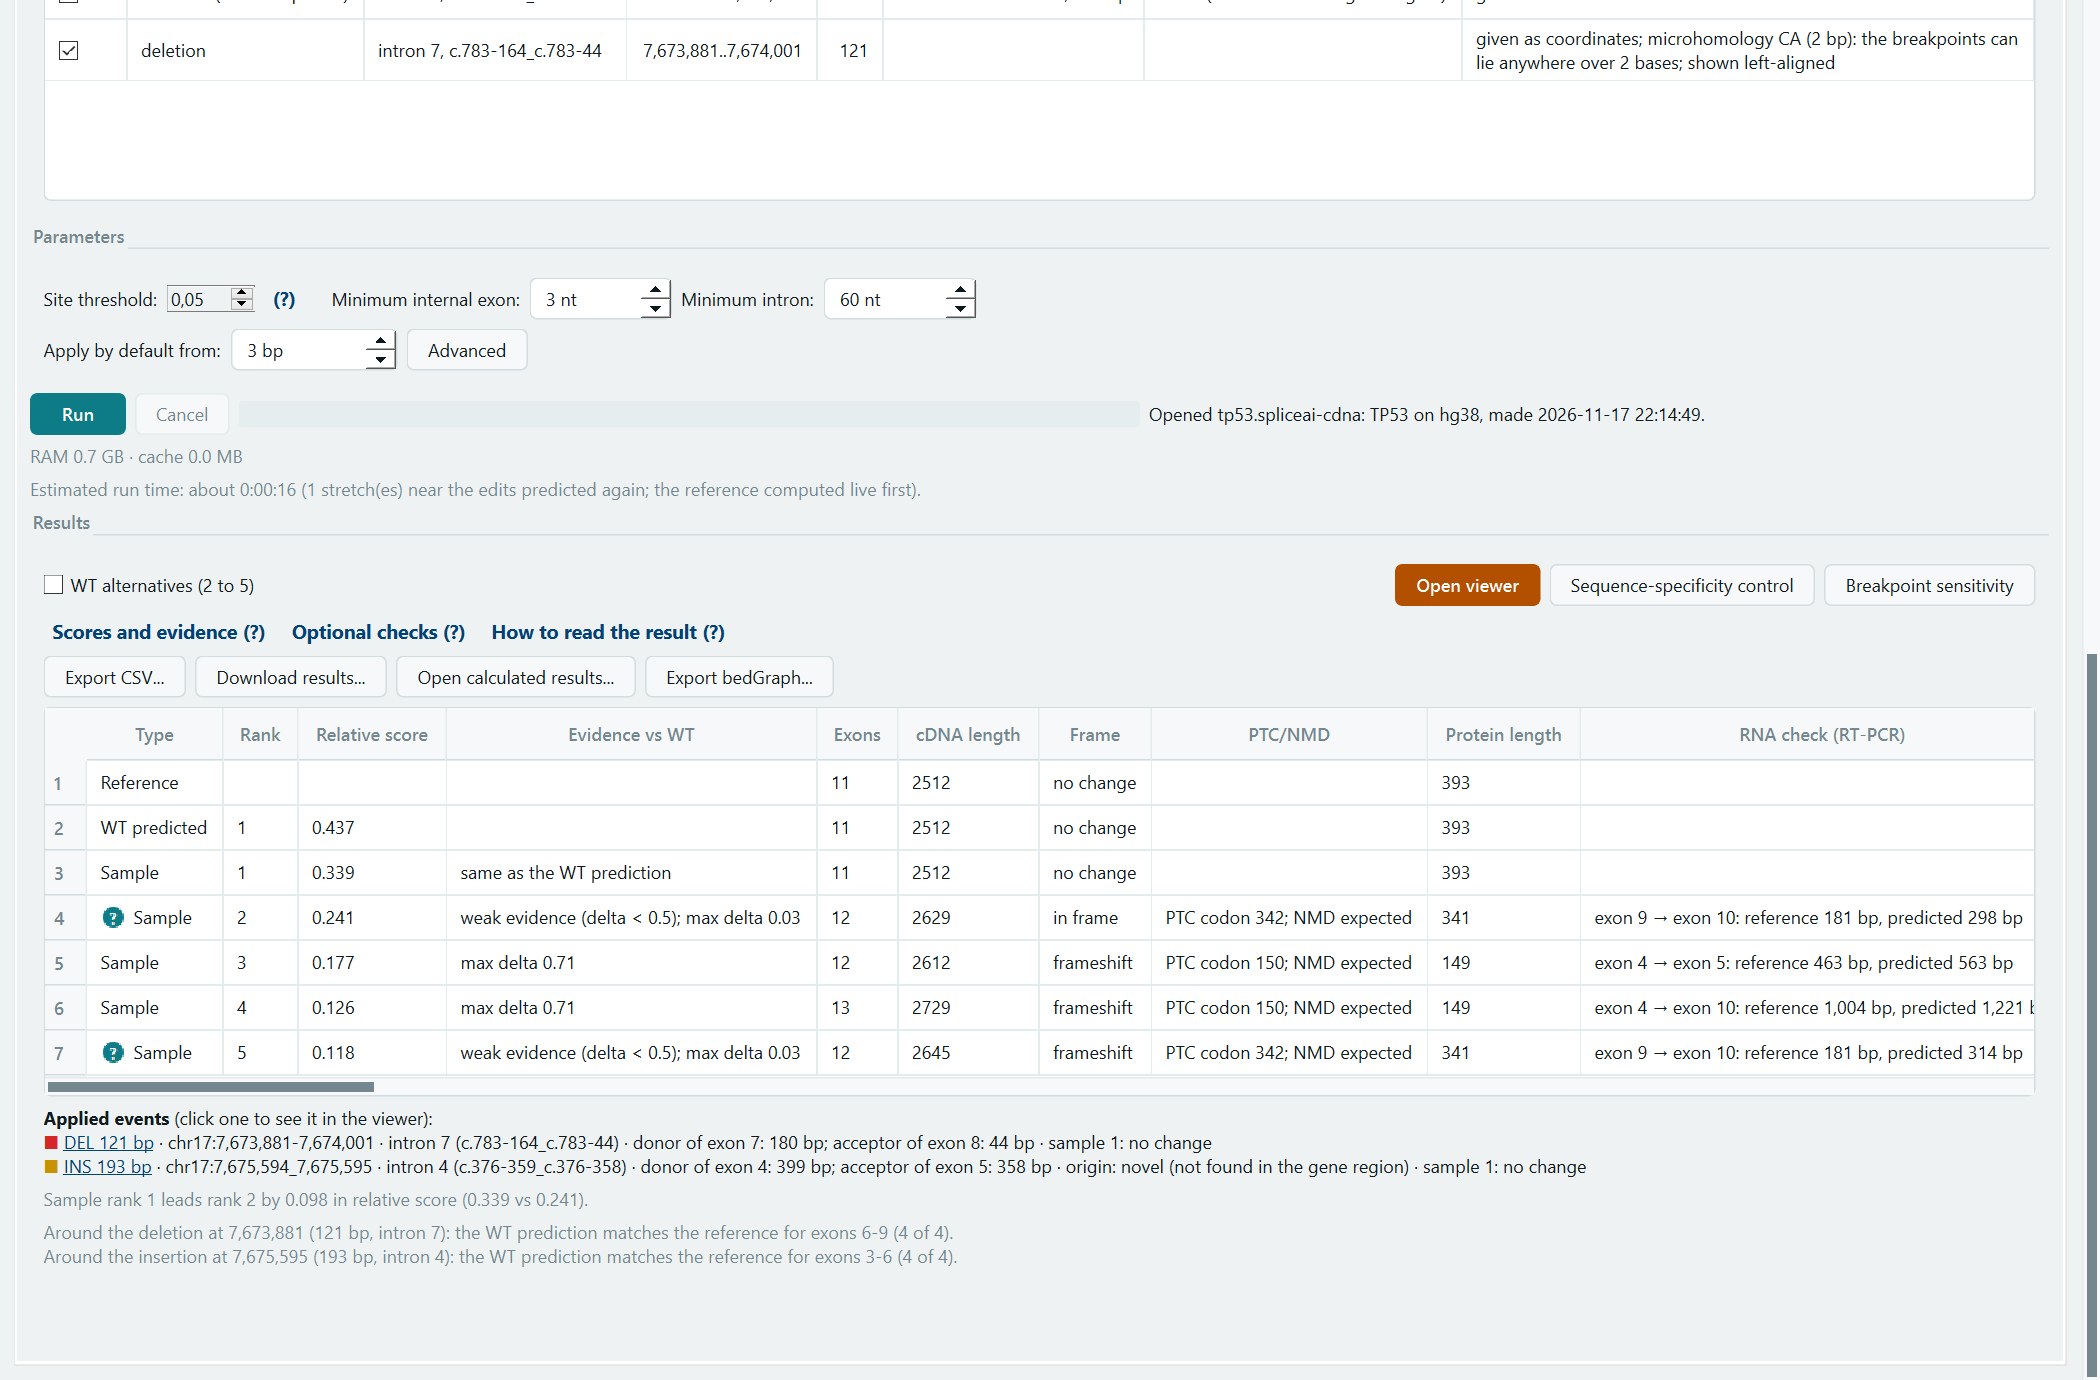 deletion intron 7, c.783-164_c.783-44 7,673,881..7,674,001 121 given as coordinates; microhomology CA (2 bp): the breakpoints can
lie anywhere over 2 bases; shown left-aligned
Parameters
Site threshold: 0,05 (?) Minimum internal exon: 3 nt Minimum intron: 60 nt
Apply by default from: 3 bp Advanced
Run Cancel Opened tp53.spliceai-cdna: TP53 on hg38, made 2026-11-17 22:14:49.
RAM 0.7 GB · cache 0.0 MB
Estimated run time: about 0:00:16 (1 stretch(es) near the edits predicted again; the reference computed live first).
Results
WT alternatives (2 to 5) Open viewer Sequence-specificity control Breakpoint sensitivity
Scores and evidence (?) Optional checks (?) How to read the result (?)
Export CSV... Download results... Open calculated results... Export bedGraph...
Type Rank Relative score Evidence vs WT Exons cDNA length Frame PTC/NMD Protein length RNA check (RT-PCR)
1 Reference 11 2512 no change 393
2 WT predicted 1 0.437 11 2512 no change 393
3 Sample 1 0.339 same as the WT prediction 11 2512 no change 393
4 ? Sample 2 0.241 weak evidence (delta < 0.5); max delta 0.03 12 2629 in frame PTC codon 342; NMD expected 341 exon 9 → exon 10: reference 181 bp, predicted 298 bp
5 Sample 3 0.177 max delta 0.71 12 2612 frameshift PTC codon 150; NMD expected 149 exon 4 → exon 5: reference 463 bp, predicted 563 bp
6 Sample 4 0.126 max delta 0.71 13 2729 frameshift PTC codon 150; NMD expected 149 exon 4 → exon 10: reference 1,004 bp, predicted 1,221
7 ? Sample 5 0.118 weak evidence (delta < 0.5); max delta 0.03 12 2645 frameshift PTC codon 342; NMD expected 341 exon 9 → exon 10: reference 181 bp, predicted 314 bp
Applied events (click one to see it in the viewer):
DEL 121 bp · chr17:7,673,881-7,674,001 · intron 7 (c.783-164_c.783-44) · donor of exon 7: 180 bp; acceptor of exon 8: 44 bp · sample 1: no change
INS 193 bp · chr17:7,675,594_7,675,595 · intron 4 (c.376-359_c.376-358) · donor of exon 4: 399 bp; acceptor of exon 5: 358 bp · origin: novel (not found in the gene region) · sample 1: no change
Sample rank 1 leads rank 2 by 0.098 in relative score (0.339 vs 0.241).
Around the deletion at 7,673,881 (121 bp, intron 7): the WT prediction matches the reference for exons 6-9 (4 of 4).
Around the insertion at 7,675,595 (193 bp, intron 4): the WT prediction matches the reference for exons 3-6 (4 of 4).